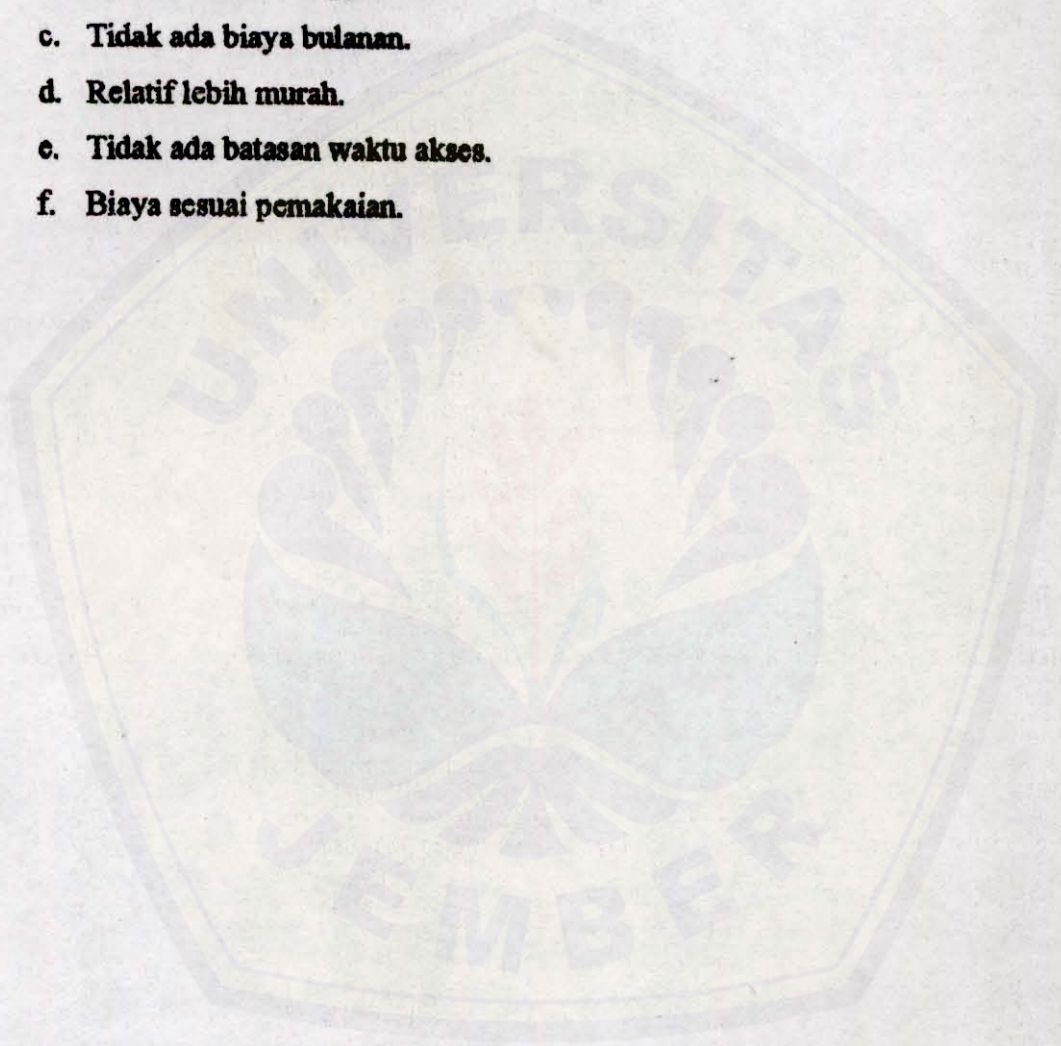 c. Tidak ada biaya bulanan.
d. Relatif lebih murah.
e. Tidak ada batasan waktu akses.
f. Biaya sesuai pemakaian.
UNIVERSITAS
JEMBER